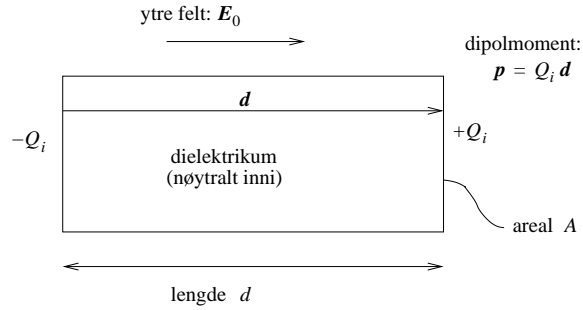 ytre felt: E₀
dipolmoment:
p = Qᵢ d
d
−Qᵢ
+Qᵢ
dielektrikum
(nøytralt inni)
areal A
lengde d